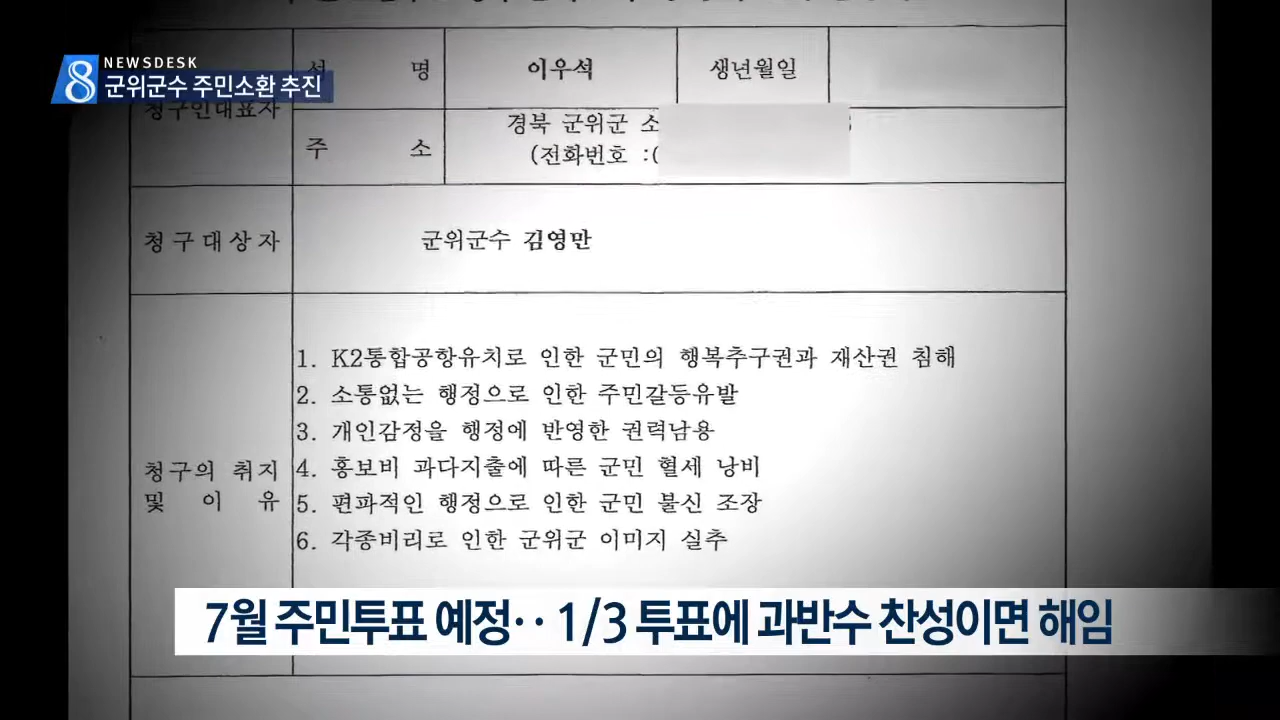 NEWSDESK
8 군위군수 주민소환 추진
성 명 이우석 생년월일
청구인대표자
주 소 경북 군위군 소
(전화번호 :(
청구대상자 군위군수 김영만
1. K2통합공항유치로 인한 군민의 행복추구권과 재산권 침해
2. 소통없는 행정으로 인한 주민갈등유발
3. 개인감정을 행정에 반영한 권력남용
청구의 취지 4. 홍보비 과다지출에 따른 군민 혈세 낭비
및 이 유 5. 편파적인 행정으로 인한 군민 불신 조장
6. 각종비리로 인한 군위군 이미지 실추
7월 주민투표 예정‥ 1/3 투표에 과반수 찬성이면 해임